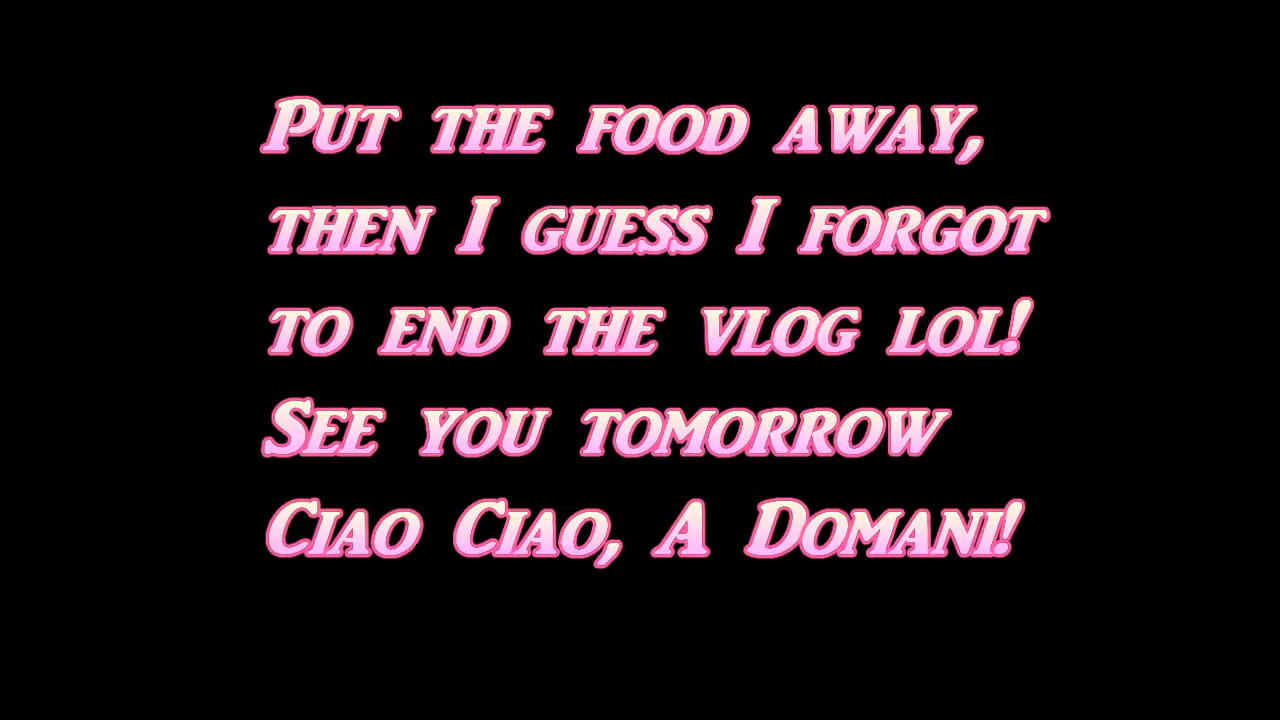 Put the food away,
then I guess I forgot
to end the vlog lol!
See you tomorrow
Ciao Ciao, A Domani!